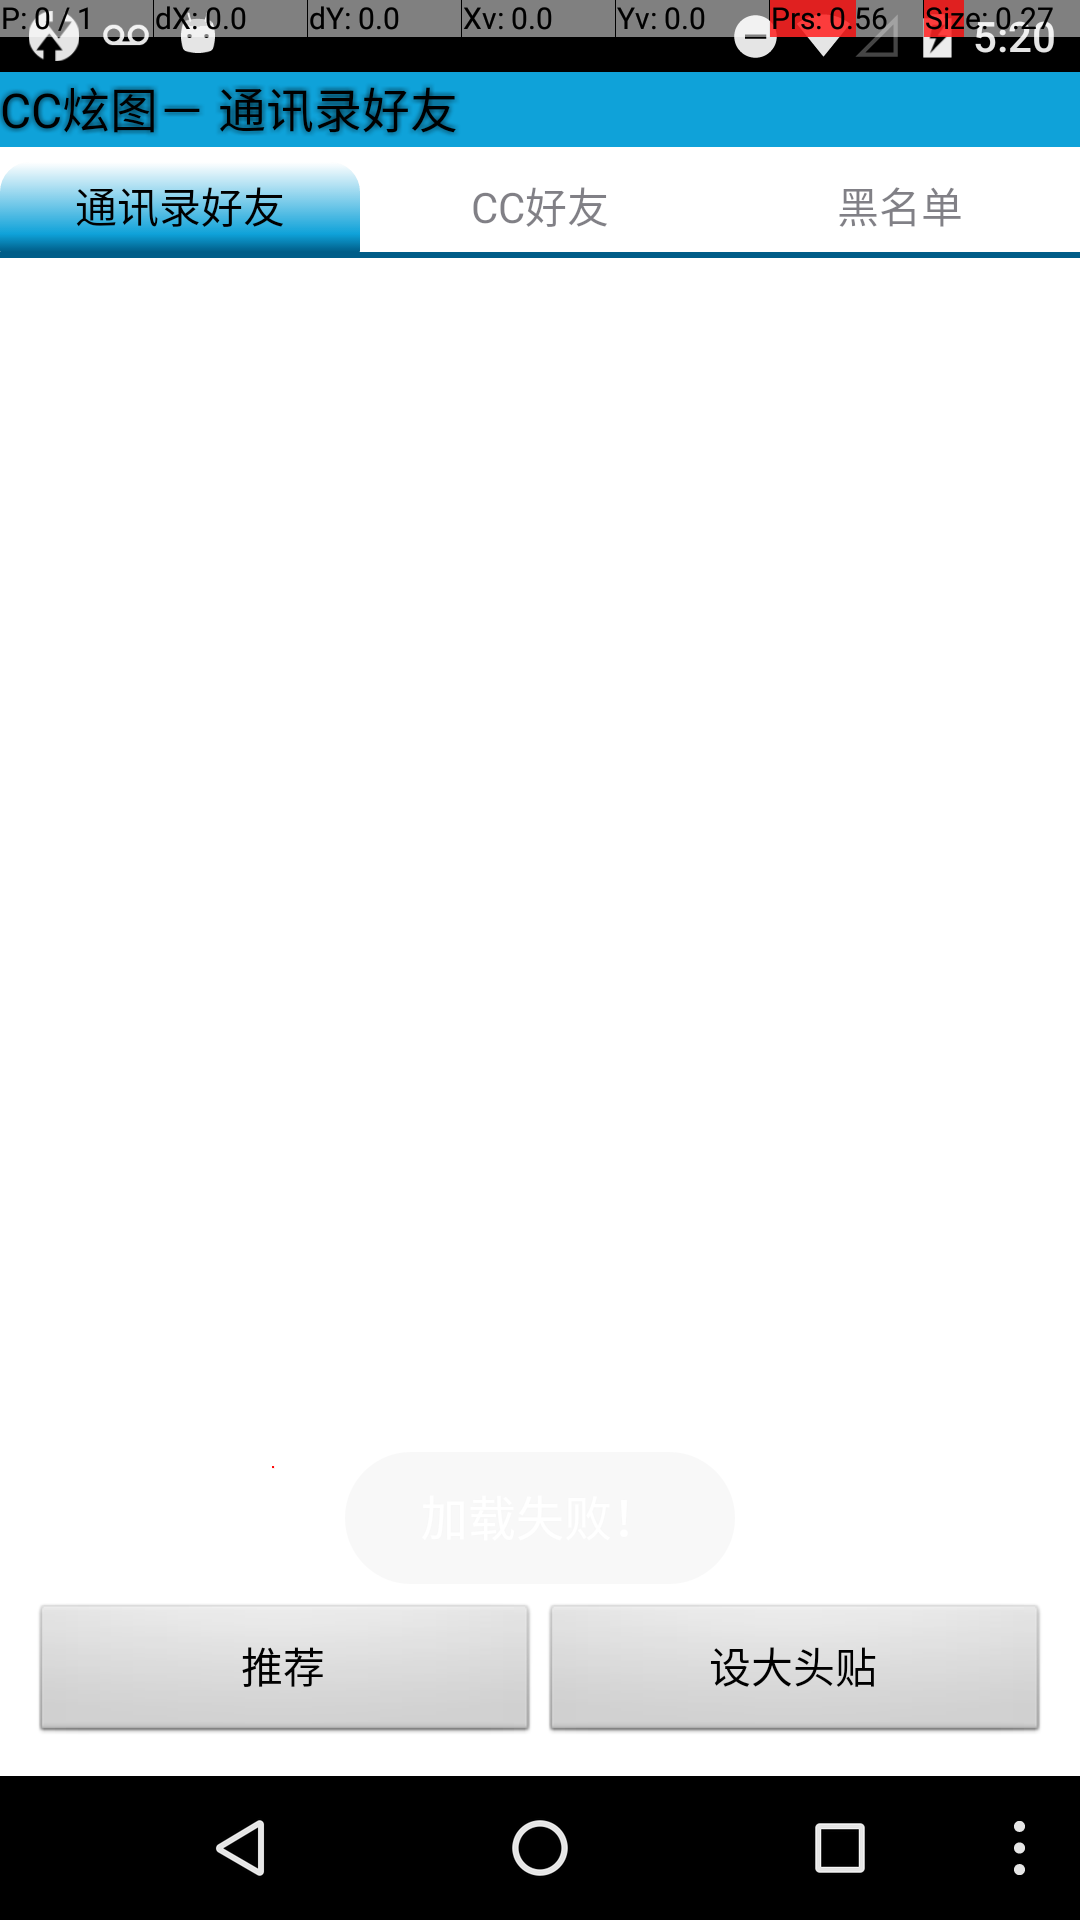 P: 0 / 1 dX: 0.0 dY: 0.0 Xv: 0.0 Yv: 0.0 Prs: 0.56 Size: 0.27
5:20
CC炫图－ 通讯录好友
通讯录好友 CC好友 黑名单
加载失败！
推荐 设大头贴